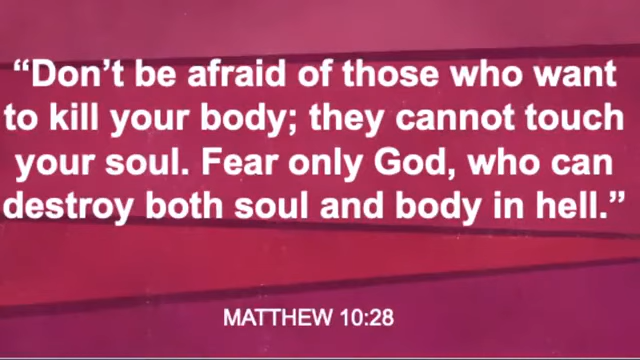 “Don’t be afraid of those who want
to kill your body; they cannot touch
your soul. Fear only God, who can
destroy both soul and body in hell.”
MATTHEW 10:28